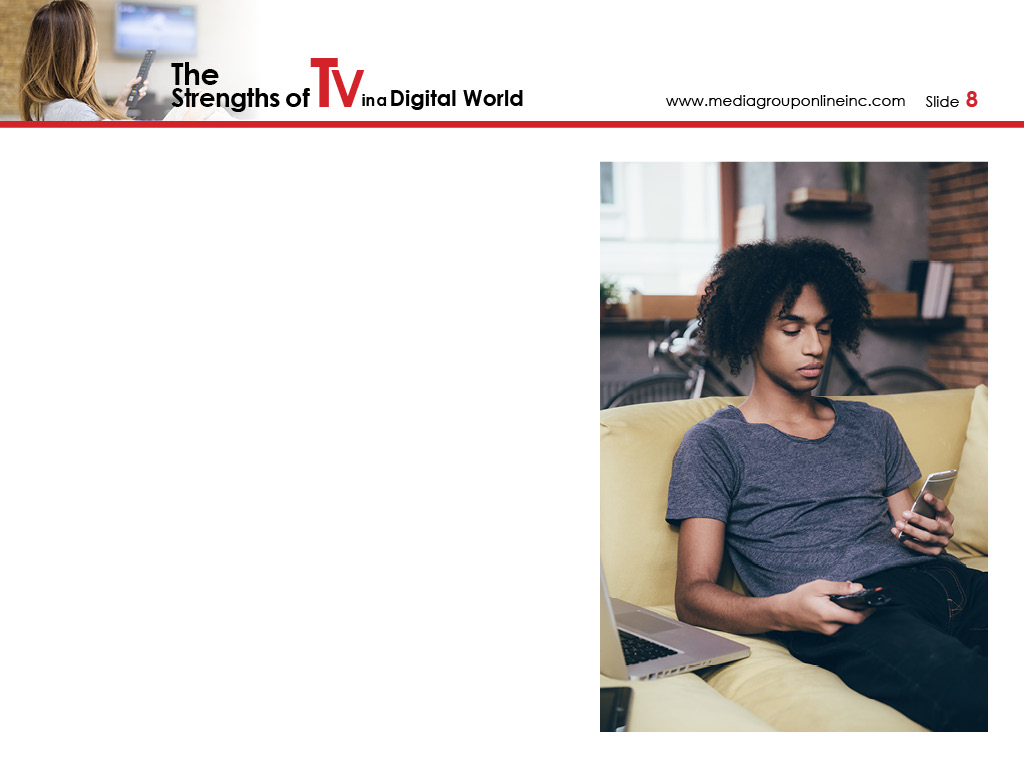 The
Strengths of TV in a Digital World
www.mediagrouponlineinc.com Slide 8